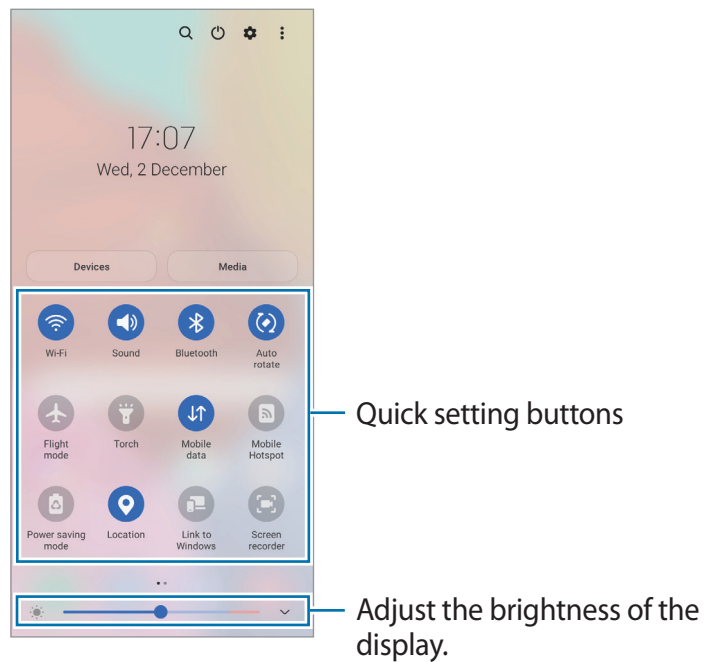 17:07
Wed, 2 December
Devices Media
Wi-Fi Sound Bluetooth Auto
rotate
Flight Torch Mobile Mobile
mode data Hotspot
Power saving Location Link to Screen
mode Windows recorder
Quick setting buttons
Adjust the brightness of the
display.